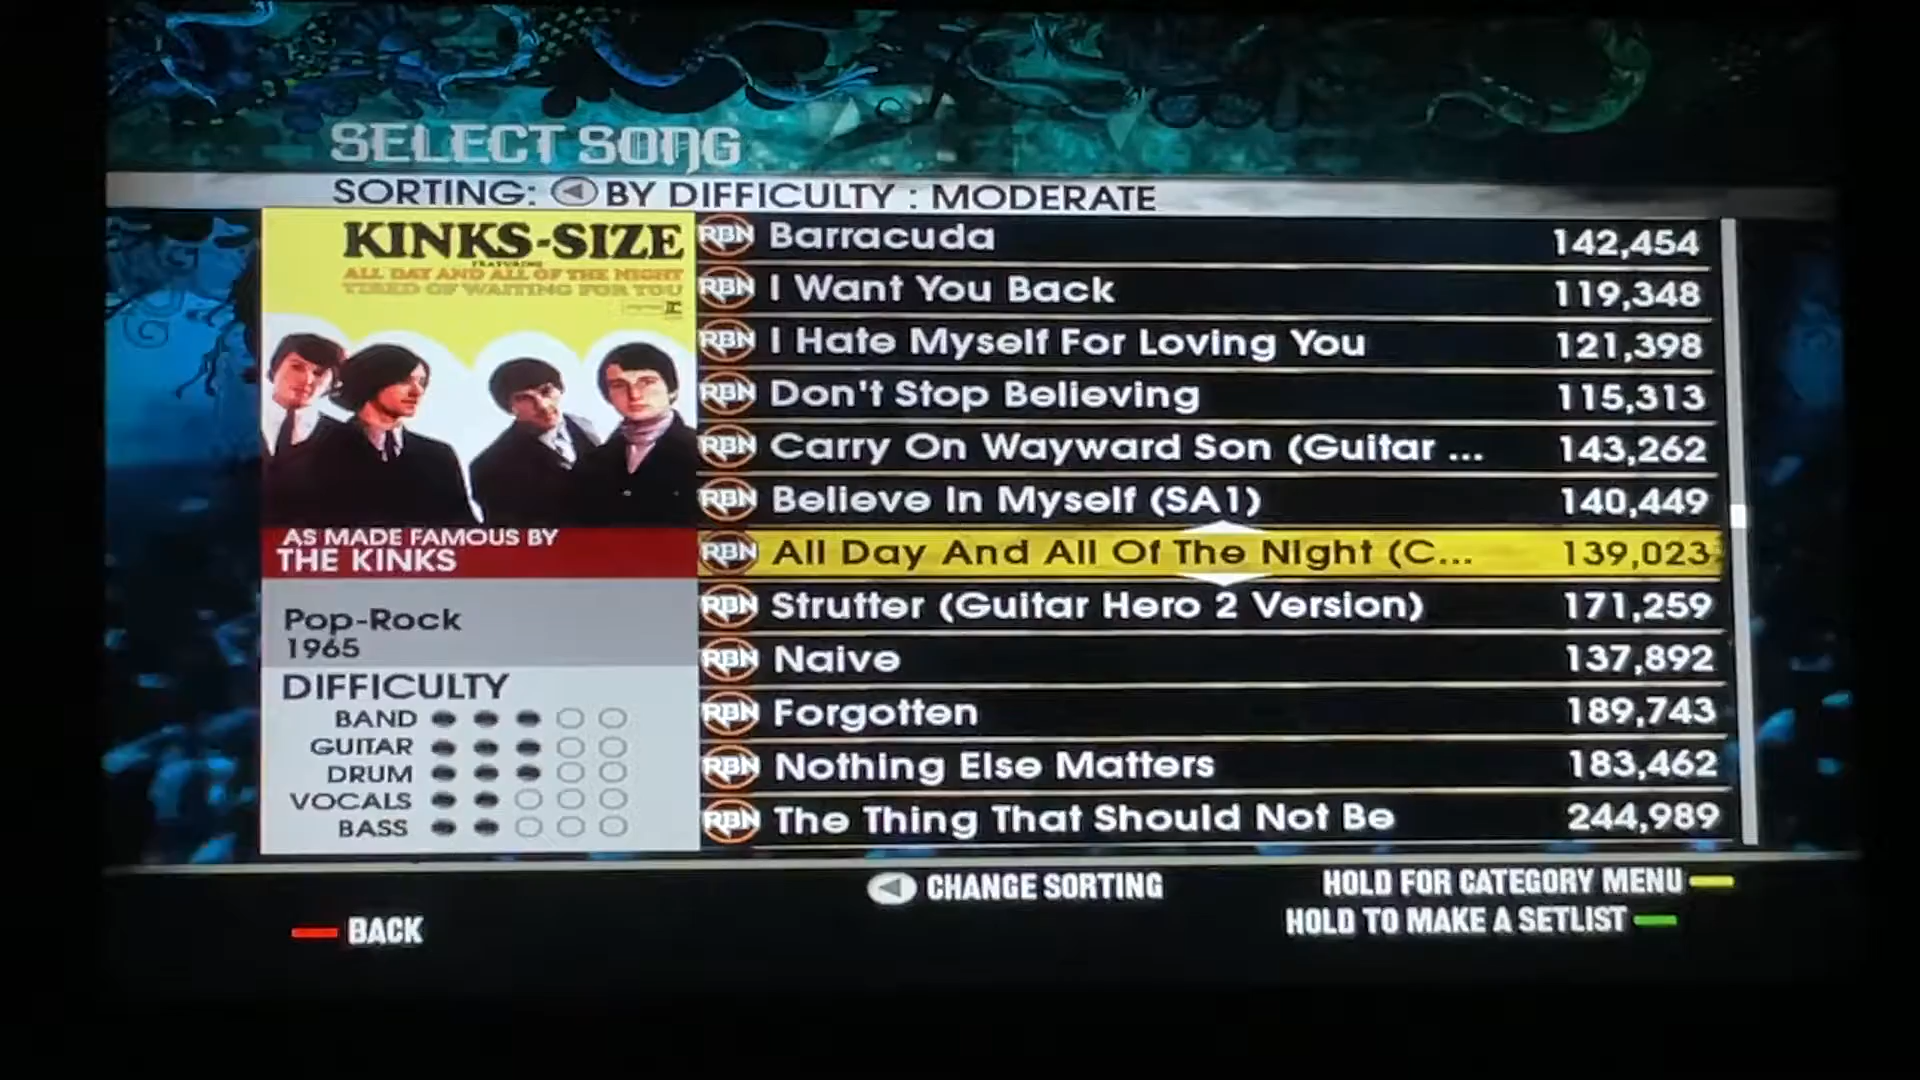 SELECT SONG
SORTING: BY DIFFICULTY : MODERATE
KINKS-SIZE
FEATURING
ALL DAY AND ALL OF THE NIGHT
TIRED OF WAITING FOR YOU
AS MADE FAMOUS BY
THE KINKS
Pop-Rock
1965
DIFFICULTY
BAND
GUITAR
DRUM
VOCALS
BASS
RBN Barracuda 142,454
RBN I Want You Back 119,348
RBN I Hate Myself For Loving You 121,398
RBN Don't Stop Believing 115,313
RBN Carry On Wayward Son (Guitar ... 143,262
RBN Believe In Myself (SA1) 140,449
RBN All Day And All Of The Night (C... 139,023
RBN Strutter (Guitar Hero 2 Version) 171,259
RBN Naive 137,892
RBN Forgotten 189,743
RBN Nothing Else Matters 183,462
RBN The Thing That Should Not Be 244,989
CHANGE SORTING
HOLD FOR CATEGORY MENU
HOLD TO MAKE A SETLIST
BACK